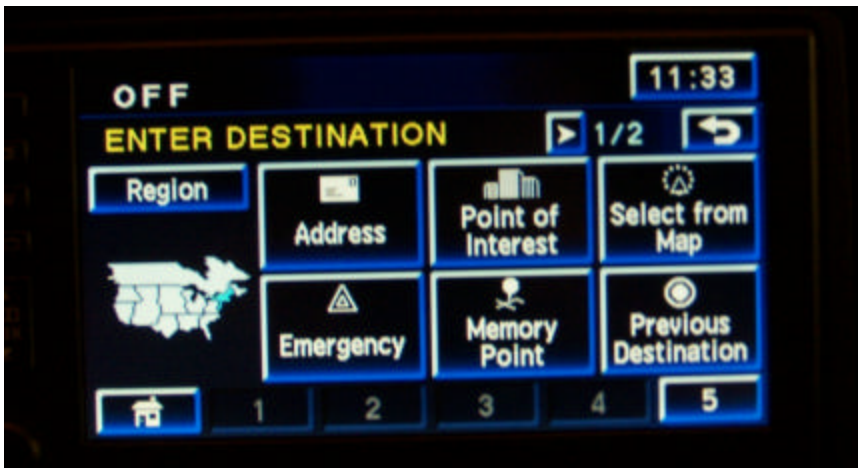 OFF
11:33
ENTER DESTINATION
> 1/2
Region
Address
Point of
Interest
Select from
Map
Emergency
Memory
Point
Previous
Destination
1 2 3 4 5